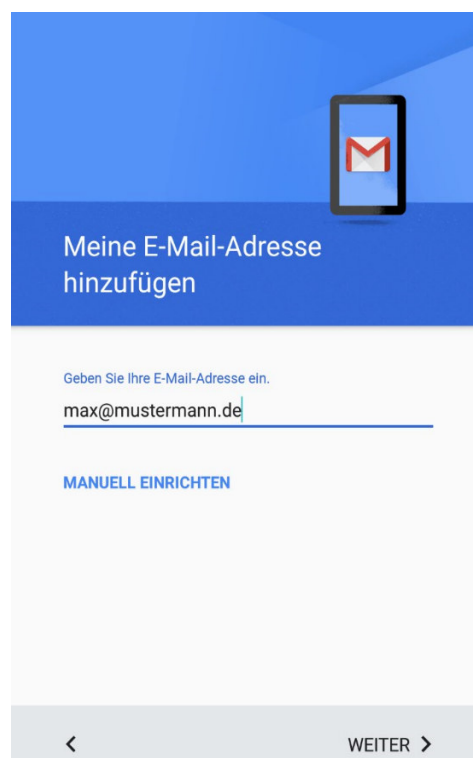 Meine E-Mail-Adresse
hinzufügen
Geben Sie Ihre E-Mail-Adresse ein.
max@mustermann.de
MANUELL EINRICHTEN
WEITER